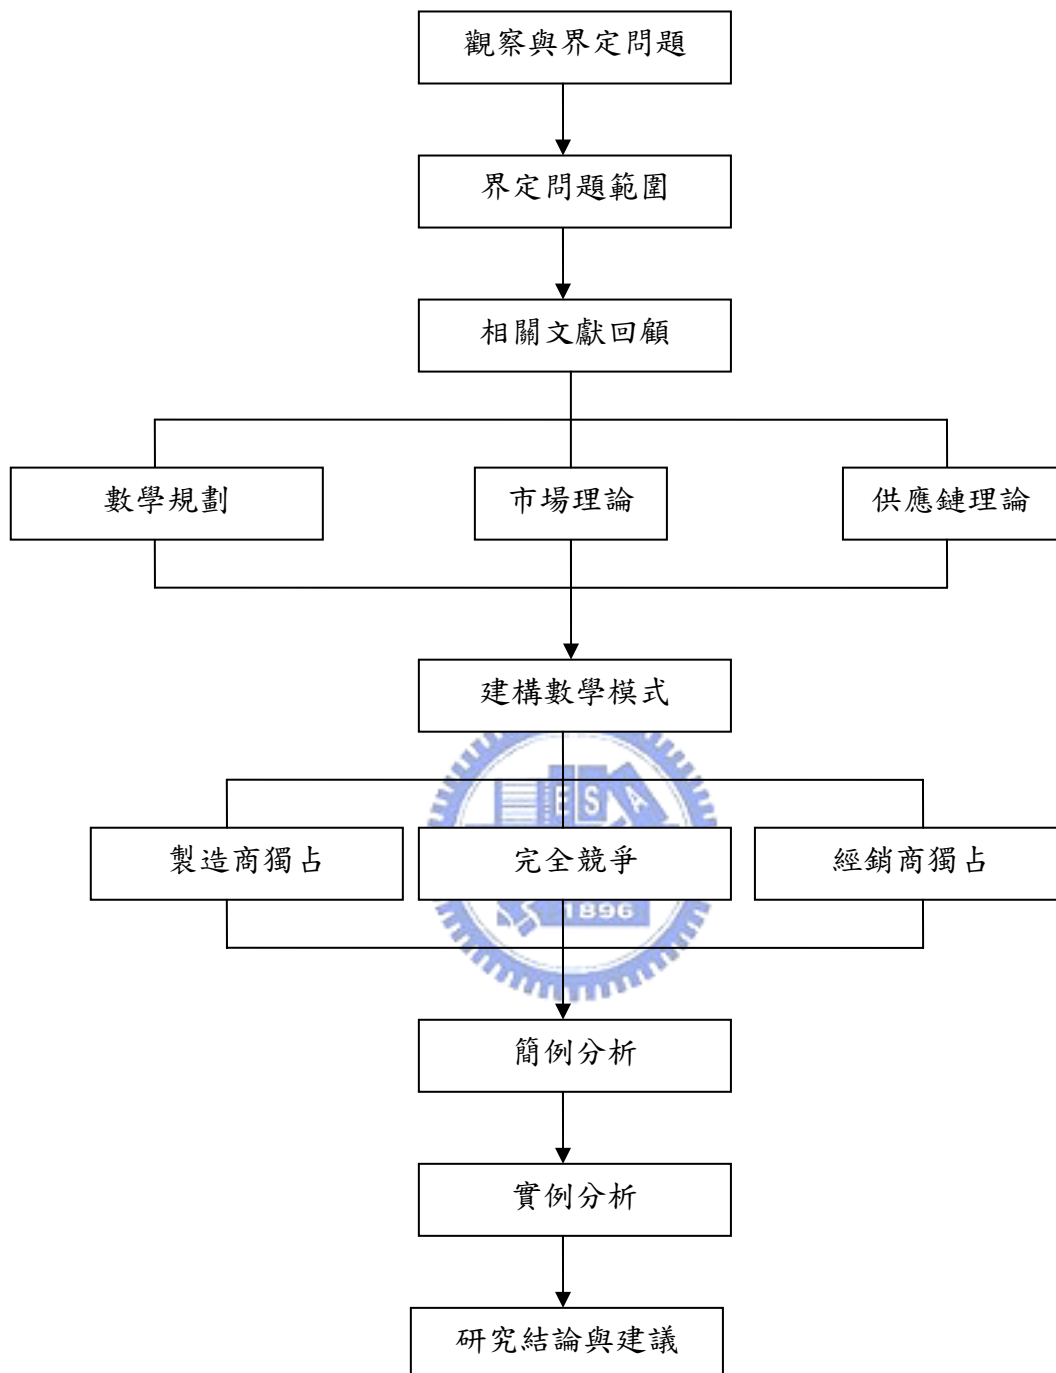 觀察與界定問題
界定問題範圍
相關文獻回顧
數學規劃
市場理論
供應鏈理論
建構數學模式
ESA
製造商獨占
完全競爭
經銷商獨占
1896
簡例分析
實例分析
研究結論與建議